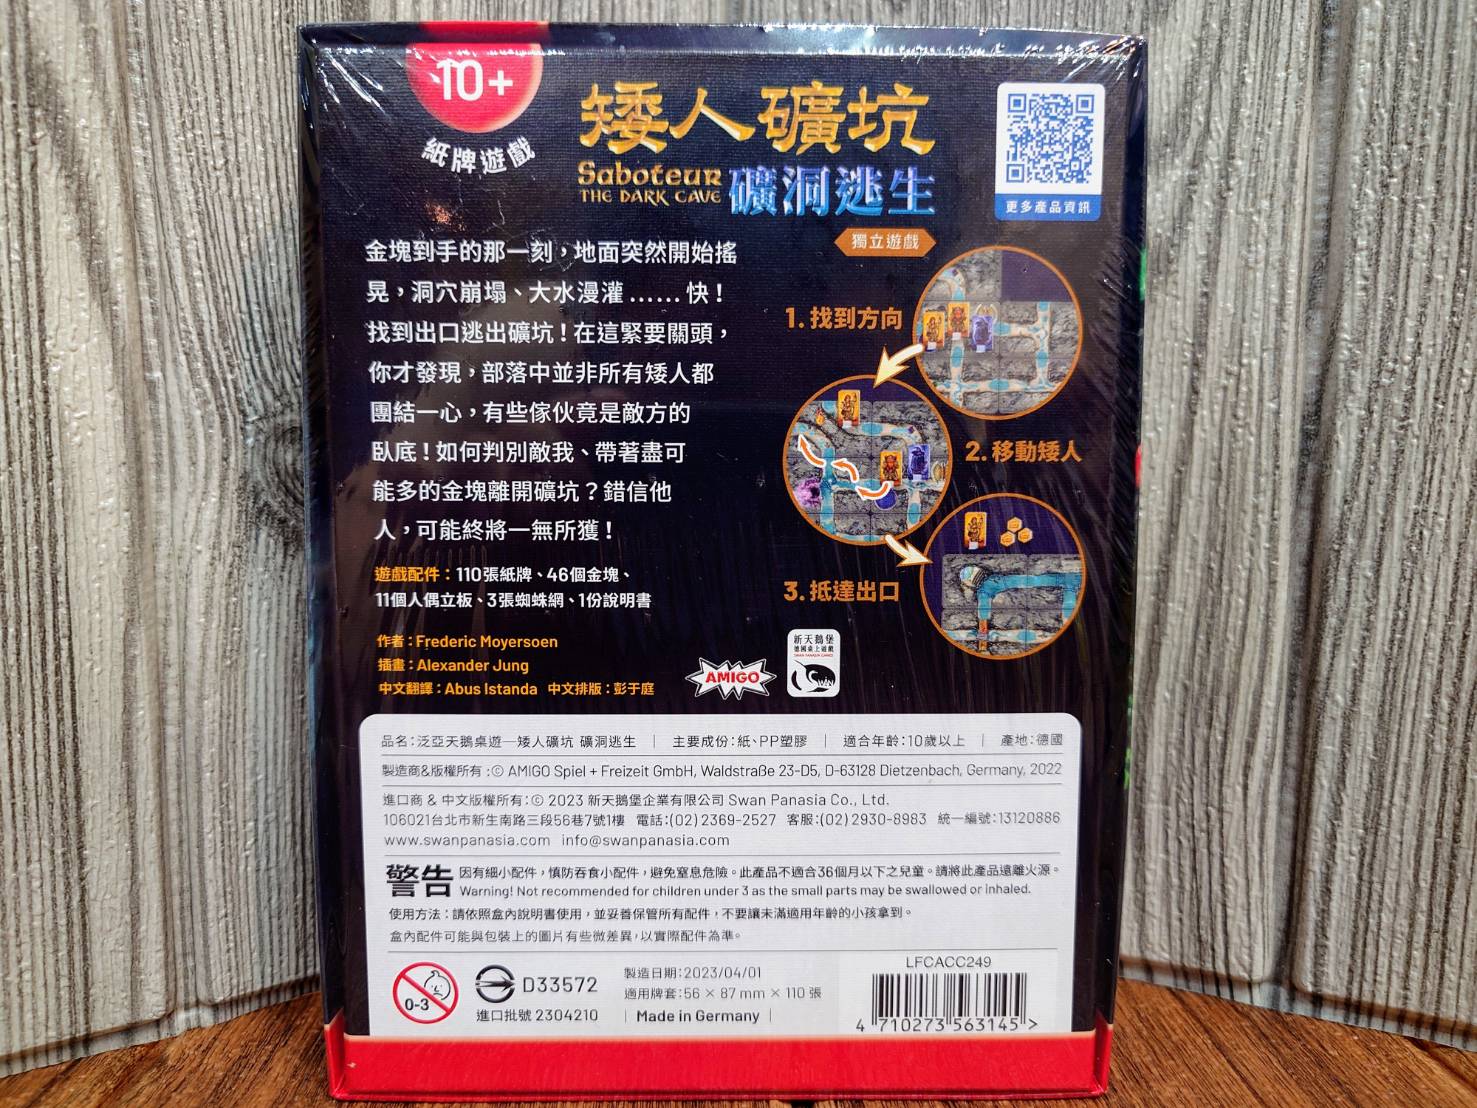 10+
紙牌遊戲
矮人礦坑
Saboteur
THE DARK CAVE
礦洞逃生
獨立遊戲
更多產品資訊
金塊到手的那一刻，地面突然開始搖
晃，洞穴崩塌、大水漫灌……快！
找到出口逃出礦坑！在這緊要關頭，
你才發現，部落中並非所有矮人都
團結一心，有些傢伙竟是敵方的
臥底！如何判別敵我、帶著盡可
能多的金塊離開礦坑？錯信他
人，可能終將一無所獲！
1. 找到方向
2. 移動矮人
3. 抵達出口
遊戲配件：110張紙牌、46個金塊、
11個人偶立板、3張蜘蛛網、1份說明書
作者：Frederic Moyersoen
插畫：Alexander Jung
中文翻譯：Abus Istanda 中文排版：彭于庭
AMIGO
新天鵝堡
德國桌上遊戲
SWAN PANASIA GAMES
品名：泛亞天鵝桌遊—矮人礦坑 礦洞逃生 | 主要成份：紙、PP塑膠 | 適合年齡：10歲以上 | 產地：德國
製造商&版權所有：© AMIGO Spiel + Freizeit GmbH, Waldstraße 23-D5, D-63128 Dietzenbach, Germany, 2022
進口商 & 中文版權所有：© 2023 新天鵝堡企業有限公司 Swan Panasia Co., Ltd.
106021台北市新生南路三段56巷7號1樓 電話：(02) 2369-2527 客服：(02) 2930-8983 統一編號：13120886
www.swanpanasia.com info@swanpanasia.com
警告 因有細小配件，慎防吞食小配件，避免窒息危險。此產品不適合36個月以下之兒童。請將此產品遠離火源。
Warning! Not recommended for children under 3 as the small parts may be swallowed or inhaled.
使用方法：請依照盒內說明書使用，並妥善保管所有配件，不要讓未滿適用年齡的小孩拿到。
盒內配件可能與包裝上的圖片有些微差異，以實際配件為準。
0-3
D33572
進口批號 2304210
製造日期：2023/04/01
適用牌套：56 × 87 mm × 110 張
| Made in Germany |
LFCACC249
4 710273 563145 >